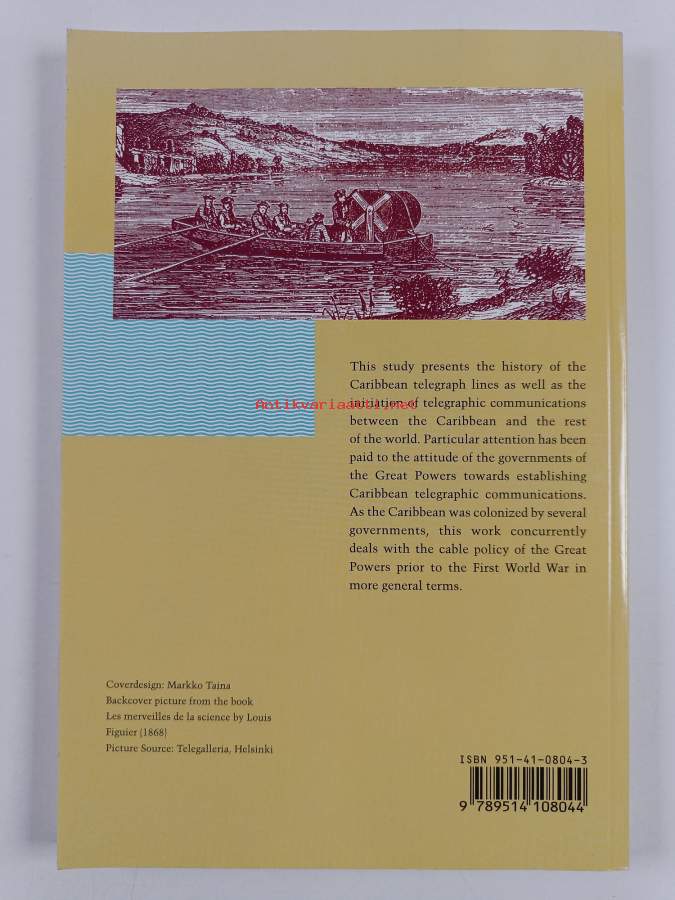 This study presents the history of the
Caribbean telegraph lines as well as the
initiation of telegraphic communications
between the Caribbean and the rest
of the world. Particular attention has been
paid to the attitude of the governments of
the Great Powers towards establishing
Caribbean telegraphic communications.
As the Caribbean was colonized by several
governments, this work concurrently
deals with the cable policy of the Great
Powers prior to the First World War in
more general terms.
Antikvariaatti.net
Coverdesign: Markko Taina
Backcover picture from the book
Les merveilles de la science by Louis
Figuier (1868)
Picture Source: Telegalleria, Helsinki
ISBN 951-41-0804-3
9 789514 108044